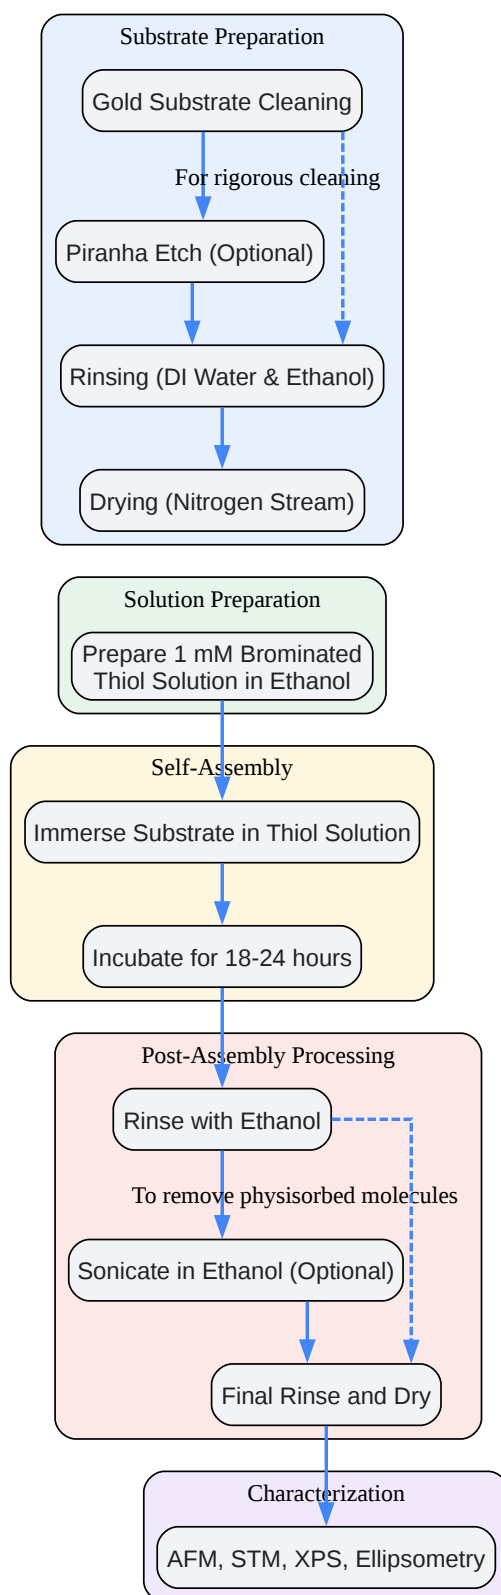 Substrate Preparation
Gold Substrate Cleaning
For rigorous cleaning
Piranha Etch (Optional)
Rinsing (DI Water & Ethanol)
Drying (Nitrogen Stream)
Solution Preparation
Prepare 1 mM Brominated
Thiol Solution in Ethanol
Self-Assembly
Immerse Substrate in Thiol Solution
Incubate for 18-24 hours
Post-Assembly Processing
Rinse with Ethanol
To remove physisorbed molecules
Sonicate in Ethanol (Optional)
Final Rinse and Dry
Characterization
AFM, STM, XPS, Ellipsometry